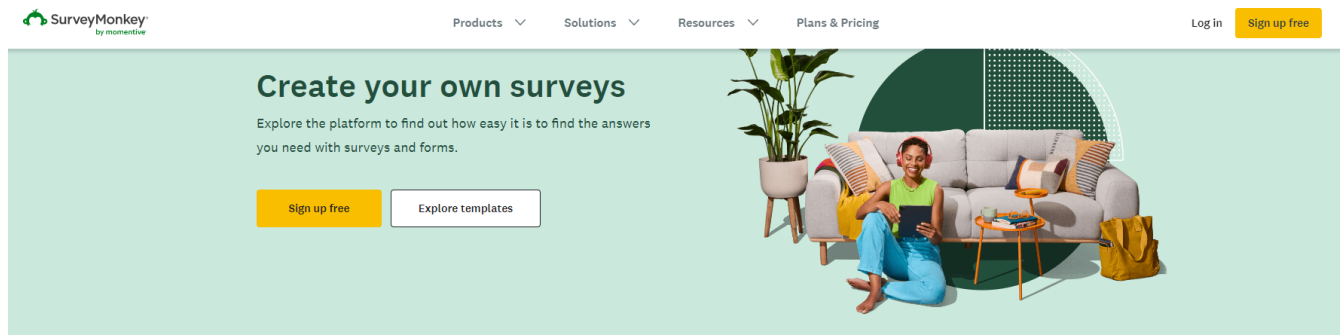 SurveyMonkey®
by momentive
Products
Solutions
Resources
Plans & Pricing
Log in
Sign up free
Create your own surveys
Explore the platform to find out how easy it is to find the answers
you need with surveys and forms.
Sign up free
Explore templates